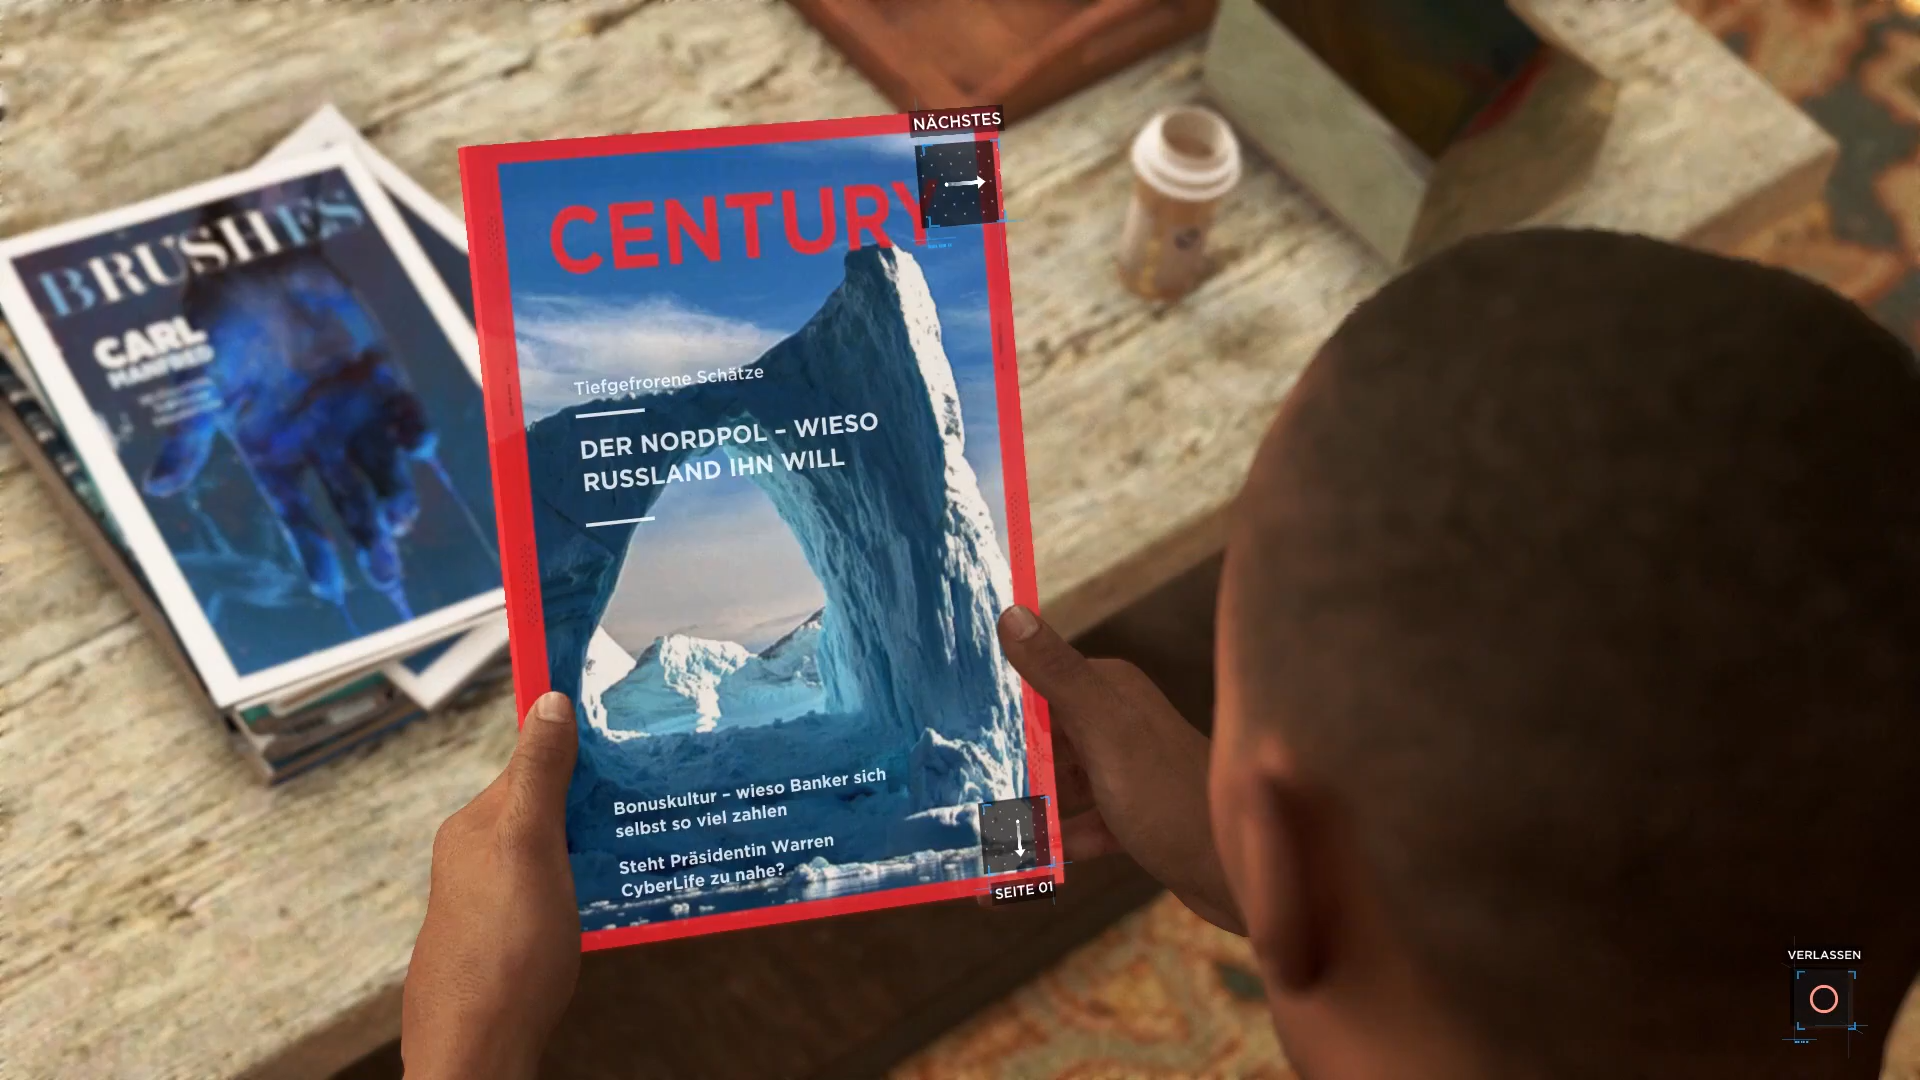 BRUSHES
CARL
MANFRED
NÄCHSTES
CENTURY
Tiefgefrorene Schätze
DER NORDPOL – WIESO
RUSSLAND IHN WILL
Bonuskultur – wieso Banker sich
selbst so viel zahlen
Steht Präsidentin Warren
CyberLife zu nahe?
SEITE 01
VERLASSEN